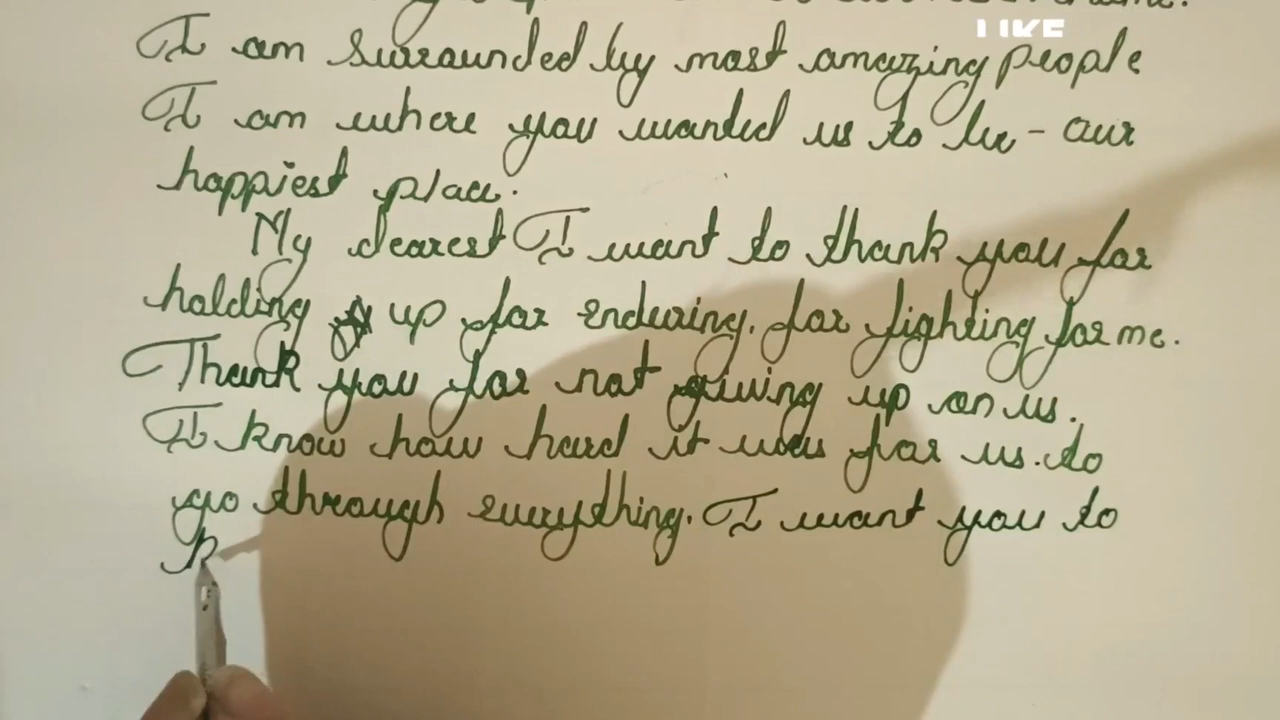 LIKE
I am surrounded by most amazing people
I am where you wanted us to be - our
happiest place.
My dearest I want to thank you for
holding up for enduring. for fighting for me.
Thank you for not giving up on us.
I know how hard it was for us. to
go through everything. I want you to
k